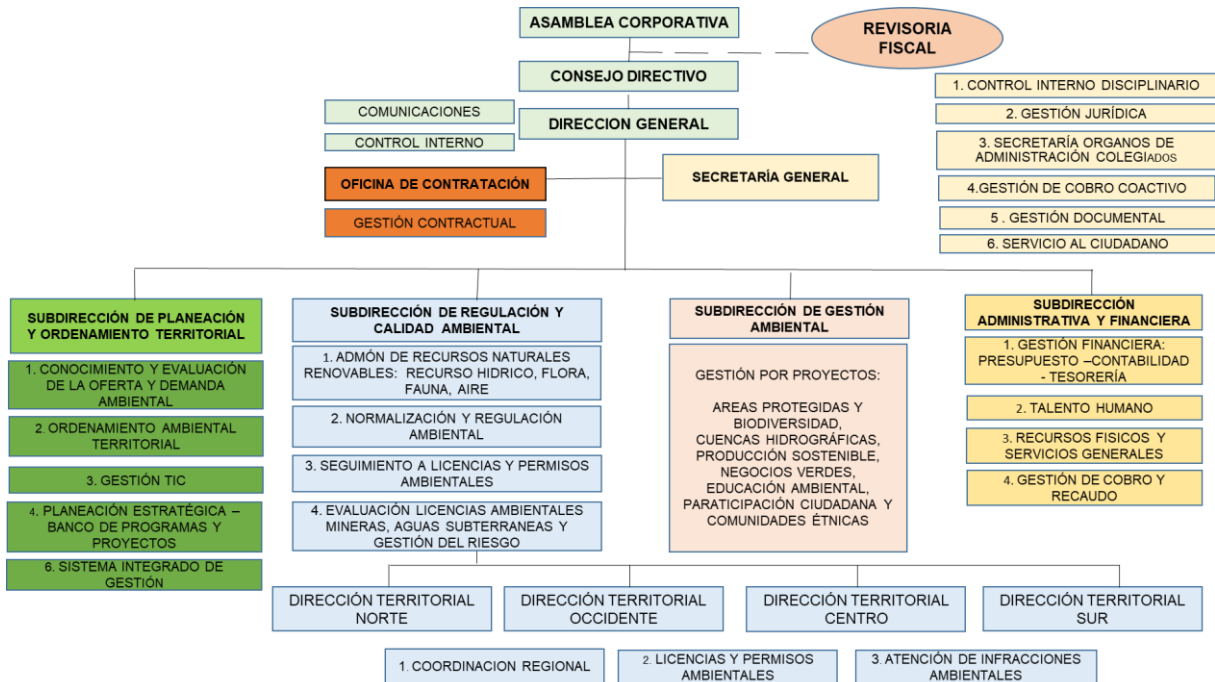 ASAMBLEA CORPORATIVA
REVISORIA
FISCAL
CONSEJO DIRECTIVO
COMUNICACIONES
DIRECCION GENERAL
CONTROL INTERNO
1. CONTROL INTERNO DISCIPLINARIO
2. GESTIÓN JURÍDICA
3. SECRETARÍA ORGANOS DE
ADMINISTRACIÓN COLEGIADOS
4.GESTIÓN DE COBRO COACTIVO
5 . GESTIÓN DOCUMENTAL
6. SERVICIO AL CIUDADANO
OFICINA DE CONTRATACIÓN
SECRETARÍA GENERAL
GESTIÓN CONTRACTUAL
SUBDIRECCIÓN DE PLANEACIÓN
Y ORDENAMIENTO TERRITORIAL
1. CONOCIMIENTO Y EVALUACIÓN
DE LA OFERTA Y DEMANDA
AMBIENTAL
2. ORDENAMIENTO AMBIENTAL
TERRITORIAL
3. GESTIÓN TIC
4. PLANEACIÓN ESTRATÉGICA –
BANCO DE PROGRAMAS Y
PROYECTOS
6. SISTEMA INTEGRADO DE
GESTIÓN
SUBDIRECCIÓN DE REGULACIÓN Y
CALIDAD AMBIENTAL
1. ADMÓN DE RECURSOS NATURALES
RENOVABLES: RECURSO HIDRICO, FLORA,
FAUNA, AIRE
2. NORMALIZACIÓN Y REGULACIÓN
AMBIENTAL
3. SEGUIMIENTO A LICENCIAS Y PERMISOS
AMBIENTALES
4. EVALUACIÓN LICENCIAS AMBIENTALES
MINERAS, AGUAS SUBTERRANEAS Y
GESTIÓN DEL RIESGO
SUBDIRECCIÓN DE GESTIÓN
AMBIENTAL
GESTIÓN POR PROYECTOS:
AREAS PROTEGIDAS Y
BIODIVERSIDAD,
CUENCAS HIDROGRÁFICAS,
PRODUCCIÓN SOSTENIBLE,
NEGOCIOS VERDES,
EDUCACIÓN AMBIENTAL,
PARATICIPACIÓN CIUDADANA Y
COMUNIDADES ÉTNICAS
SUBDIRECCIÓN
ADMINISTRATIVA Y FINANCIERA
1. GESTIÓN FINANCIERA:
PRESUPUESTO –CONTABILIDAD
- TESORERÍA
2. TALENTO HUMANO
3. RECURSOS FISICOS Y
SERVICIOS GENERALES
4. GESTIÓN DE COBRO Y
RECAUDO
DIRECCIÓN TERRITORIAL
NORTE
DIRECCIÓN TERRITORIAL
OCCIDENTE
DIRECCIÓN TERRITORIAL
CENTRO
DIRECCIÓN TERRITORIAL
SUR
1. COORDINACION REGIONAL
2. LICENCIAS Y PERMISOS
AMBIENTALES
3. ATENCIÓN DE INFRACCIONES
AMBIENTALES